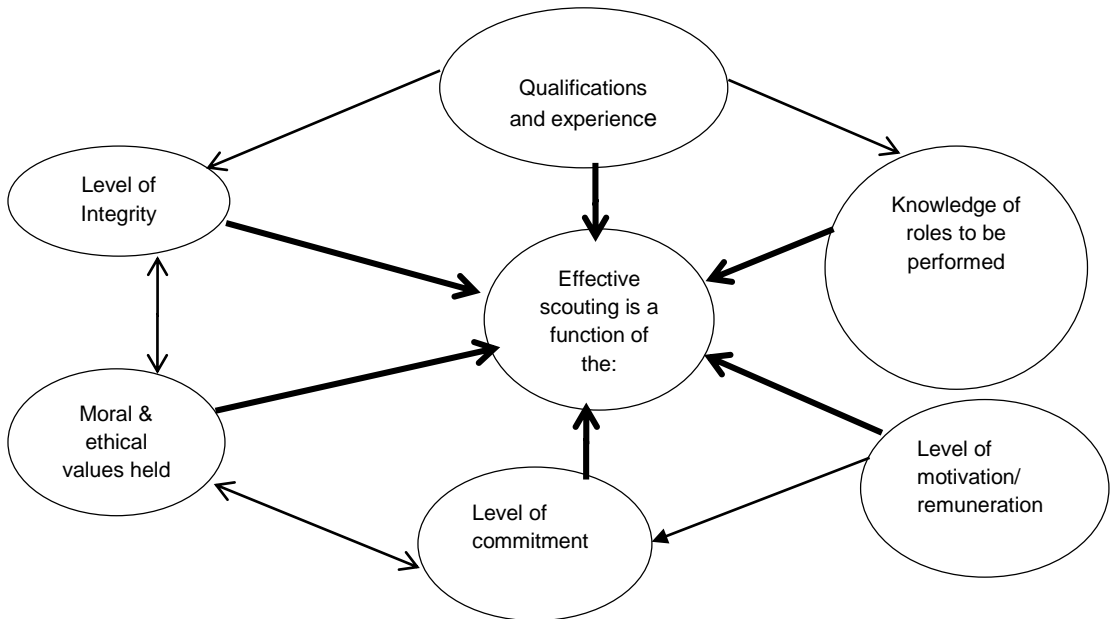 Qualifications
and experience
Level of
Integrity
Knowledge of
roles to be
performed
Effective
scouting is a
function of
the:
Moral &
ethical
values held
Level of
commitment
Level of
motivation/
remuneration